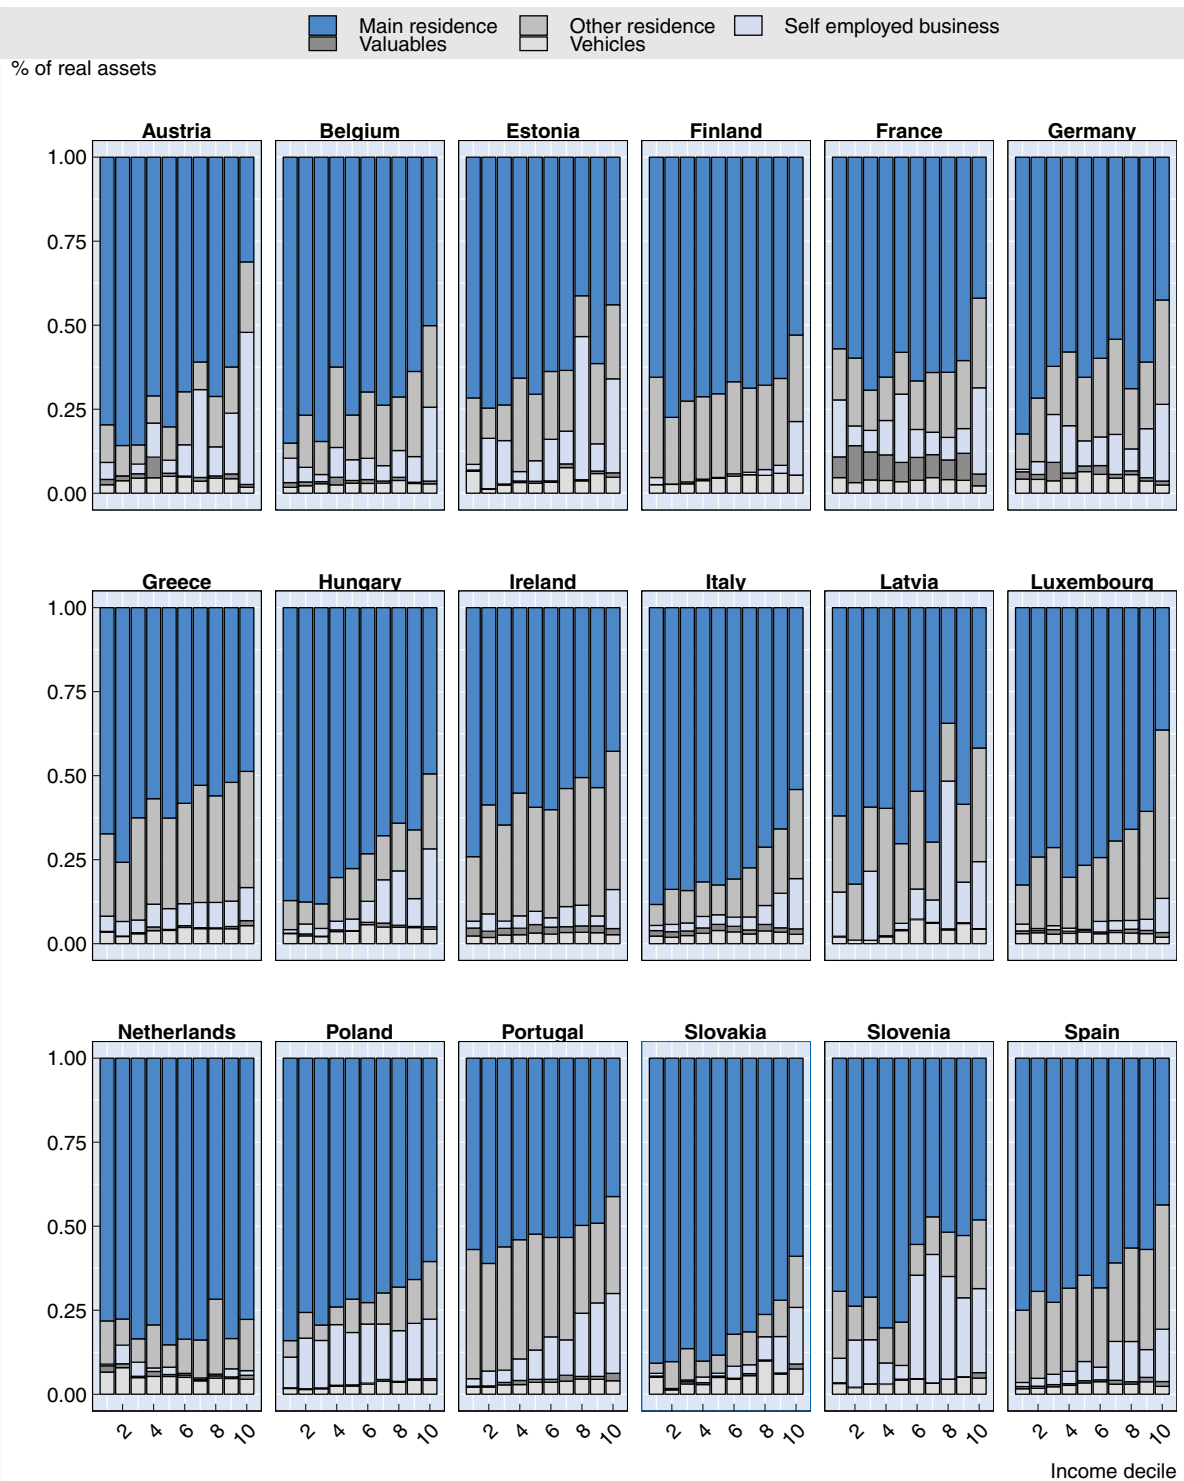 Main residence Other residence Self employed business
Valuables Vehicles
% of real assets
Austria Belgium Estonia Finland France Germany
1.00
0.75
0.50
0.25
0.00
Greece Hungary Ireland Italy Latvia Luxembourg
1.00
0.75
0.50
0.25
0.00
Netherlands Poland Portugal Slovakia Slovenia Spain
1.00
0.75
0.50
0.25
0.00
2 4 6 8 10 2 4 6 8 10 2 4 6 8 10 2 4 6 8 10 2 4 6 8 10 2 4 6 8 10
Income decile